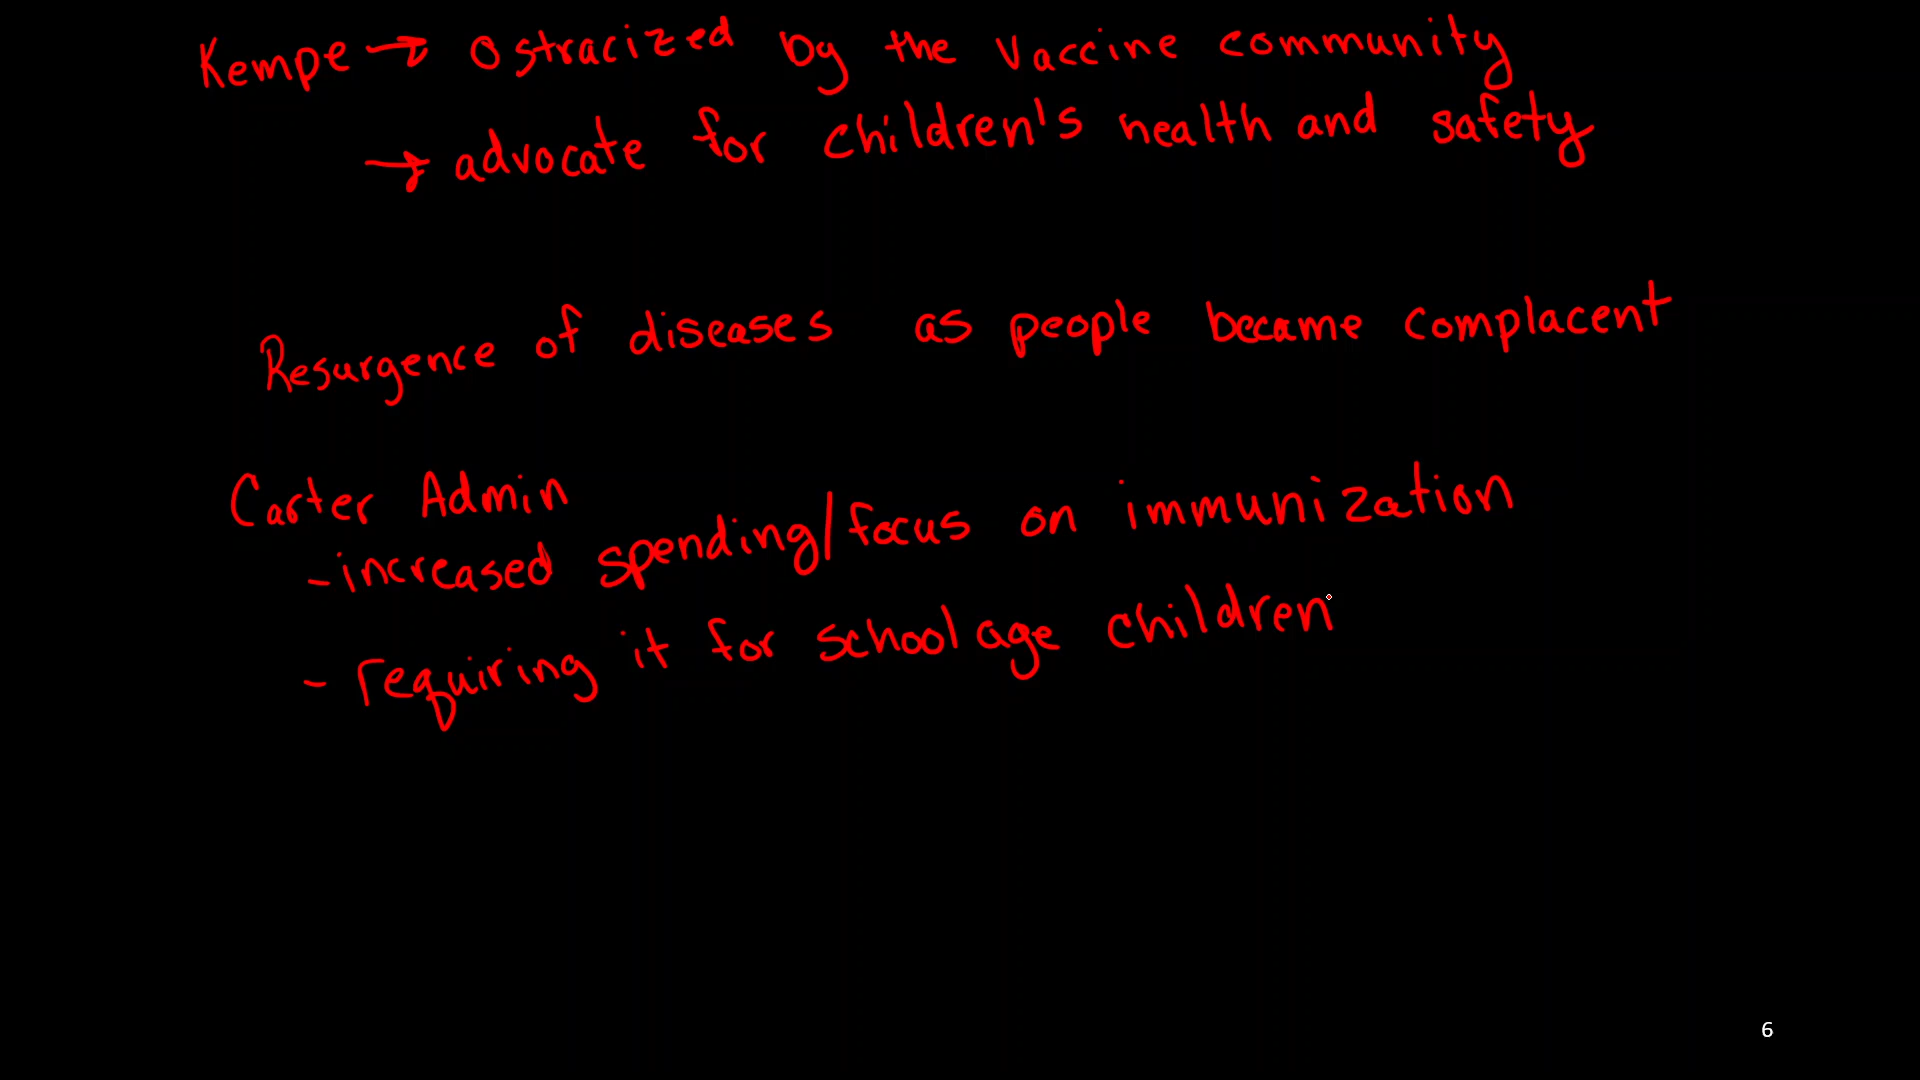 Kempe → Ostracized by the vaccine community
→ advocate for children's health and safety
Resurgence of diseases as people became complacent
Carter Admin
- increased spending/focus on immunization
- requiring it for school age children
6